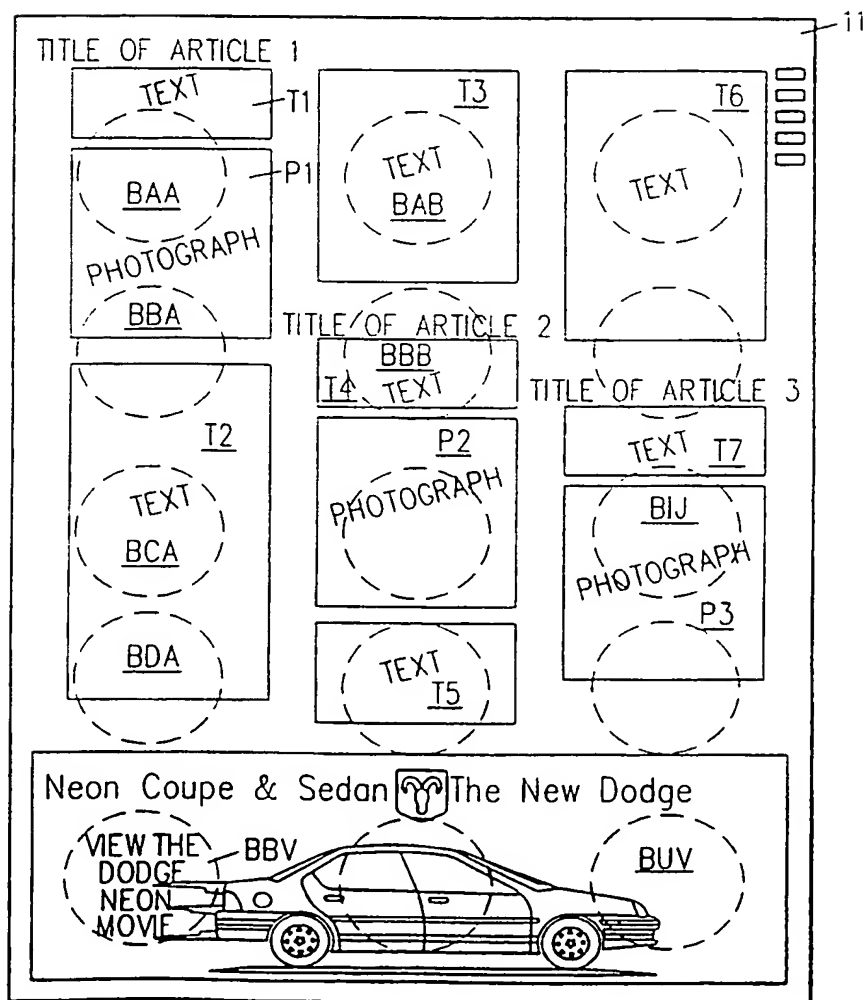 11
TITLE OF ARTICLE 1
TEXT
T1
P1
BAA
PHOTOGRAPH
BBA
T2
TEXT
BCA
BDA
T3
TEXT
BAB
TITLE OF ARTICLE 2
BBB
T4
TEXT
P2
PHOTOGRAPH
TEXT
T5
T6
TEXT
TITLE OF ARTICLE 3
TEXT
T7
BIJ
PHOTOGRAPH
P3
Neon Coupe & Sedan The New Dodge
VIEW THE
DODGE
NEON
MOVIE
BBV
BUV